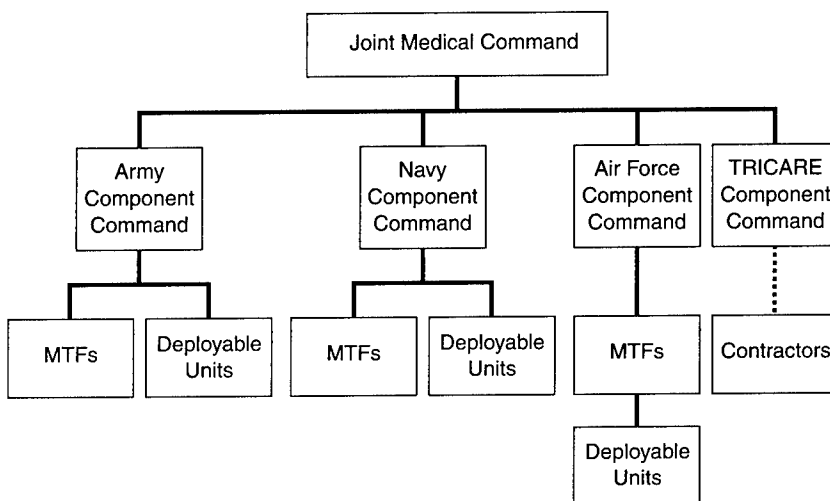 Joint Medical Command
Army
Component
Command
Navy
Component
Command
Air Force
Component
Command
TRICARE
Component
Command
MTFs
Deployable
Units
MTFs
Deployable
Units
MTFs
Contractors
Deployable
Units